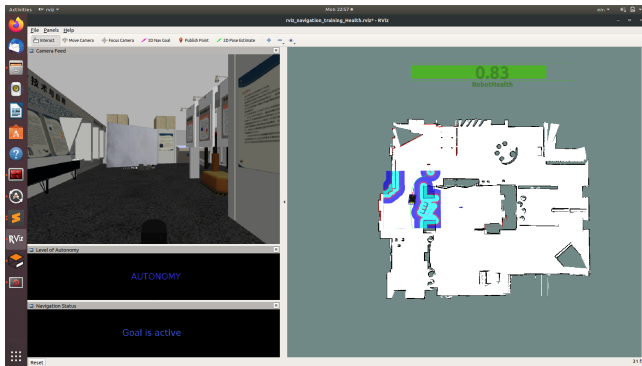 Activities
RViz
Mon 22:57
en
rviz_navigation_training_Health.rviz* - RViz
File Panels Help
Interact Move Camera Focus Camera 2D Nav Goal Publish Point 2D Pose Estimate
Camera Feed
0.83
RobotHealth
Level of Autonomy
AUTONOMY
Navigation Status
Goal is active
Reset
31 f